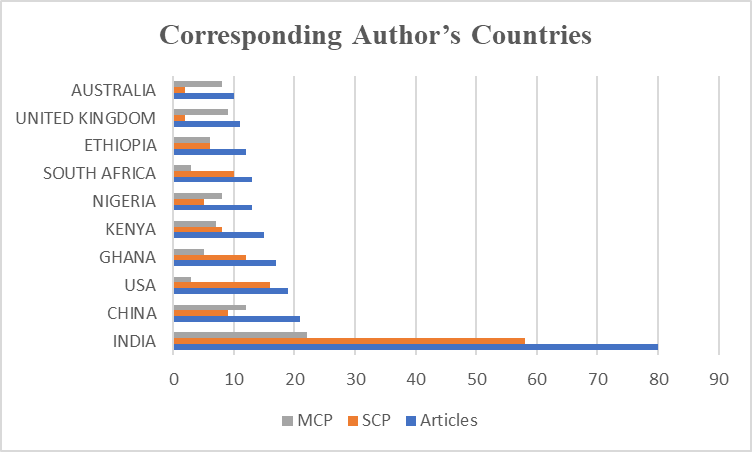 Corresponding Author’s Countries
AUSTRALIA
UNITED KINGDOM
ETHIOPIA
SOUTH AFRICA
NIGERIA
KENYA
GHANA
USA
CHINA
INDIA
0 10 20 30 40 50 60 70 80 90
MCP SCP Articles